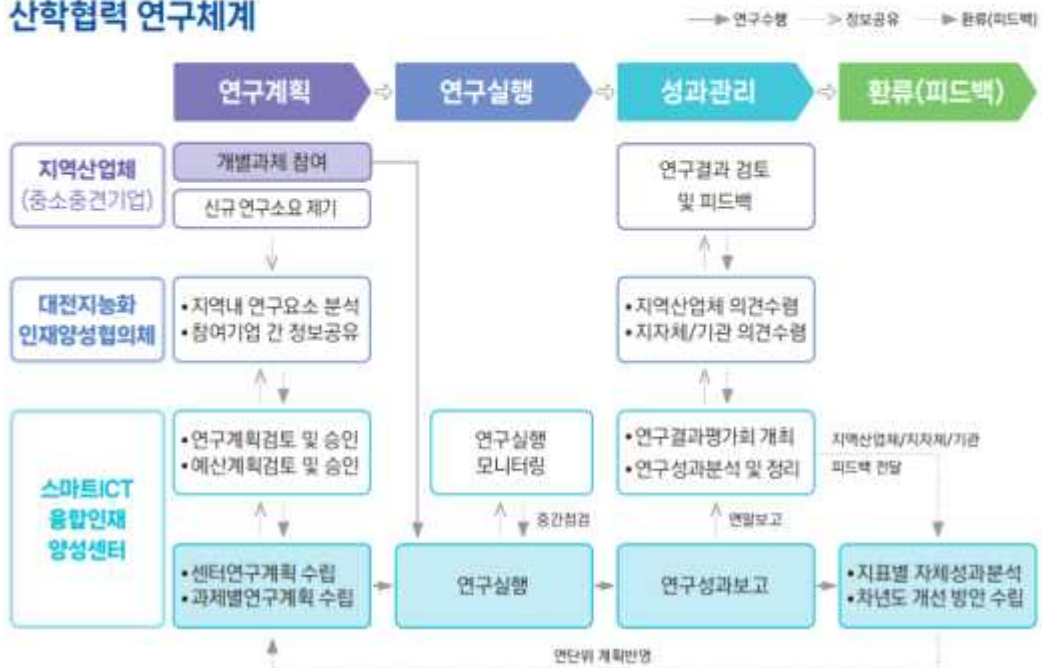 산학협력 연구체계
연구수행
정보공유
환류(피드백)
연구계획
연구실행
성과관리
환류(피드백)
지역산업체
(중소중견기업)
개별과제 참여
신규 연구소요 제기
연구결과 검토
및 피드백
대전지능화
인재양성협의체
•지역내 연구요소 분석
•참여기업 간 정보공유
•지역산업체 의견수렴
•지자체/기관 의견수렴
스마트ICT
융합인재
양성센터
•연구계획검토 및 승인
•예산계획검토 및 승인
연구실행
모니터링
•연구결과평가회 개최
•연구성과분석 및 정리
지역산업체/지자체/기관
피드백 전달
중간점검
연말보고
•센터연구계획 수립
•과제별연구계획 수립
연구실행
연구성과보고
•지표별 자체성과분석
•차년도 개선 방안 수립
연단위 계획반영